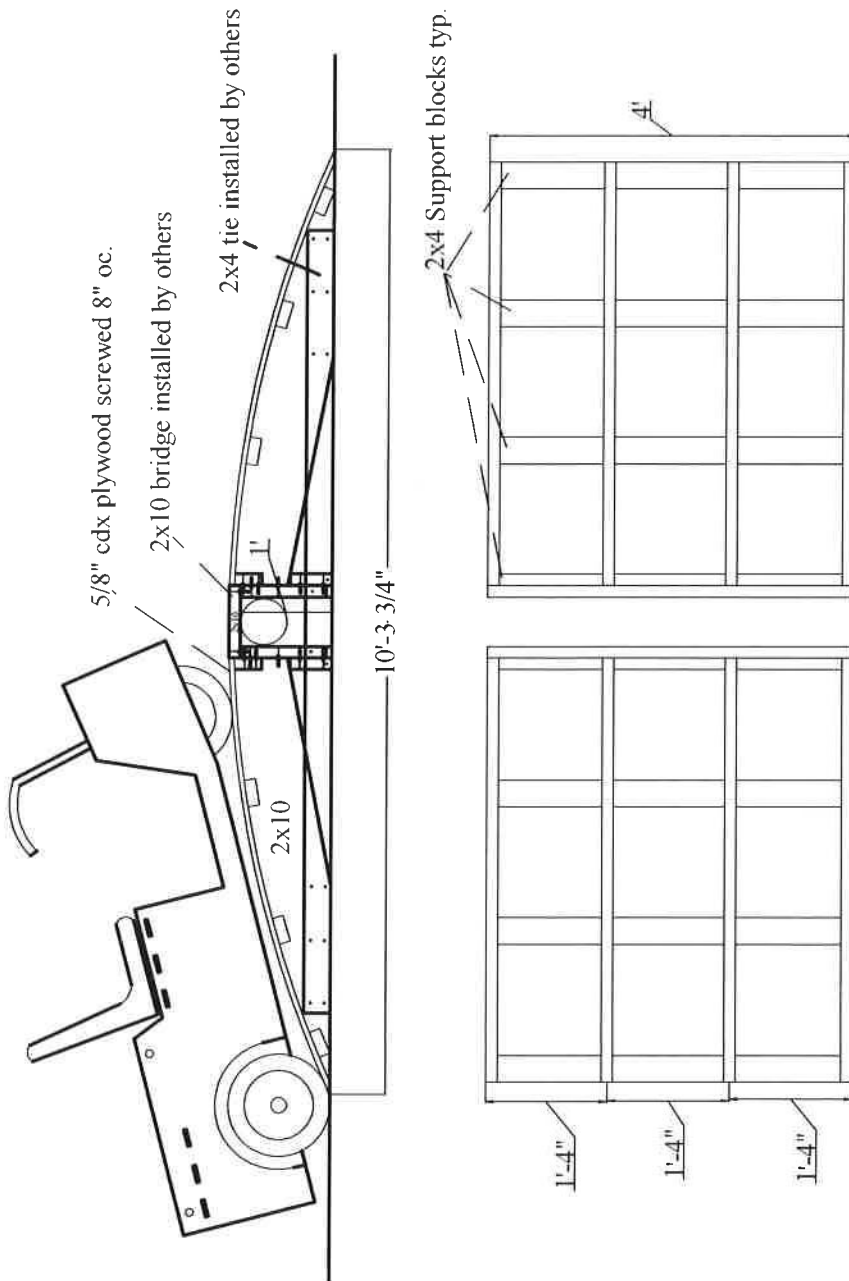 5/8" cdx plywood screwed 8" oc.
2x10 bridge installed by others
2x4 tie installed by others
1'
2x10
10'-3-3/4"
2x4 Support blocks typ.
4'
1'-4"
1'-4"
1'-4"